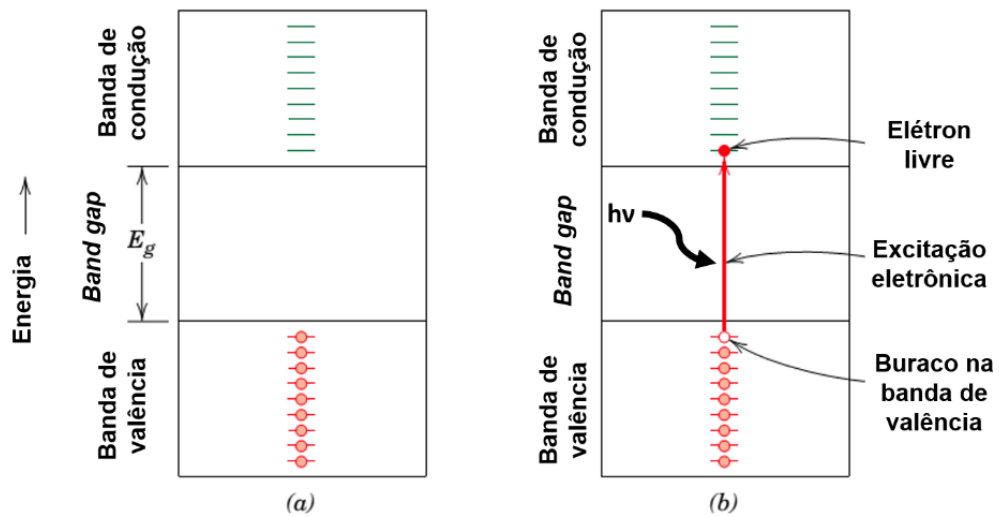 Energia
Banda de
condução
Band gap
E_g
Banda de
valência
(a)
Banda de
condução
Band gap
Banda de
valência
hν
Elétron
livre
Excitação
eletrônica
Buraco na
banda de
valência
(b)